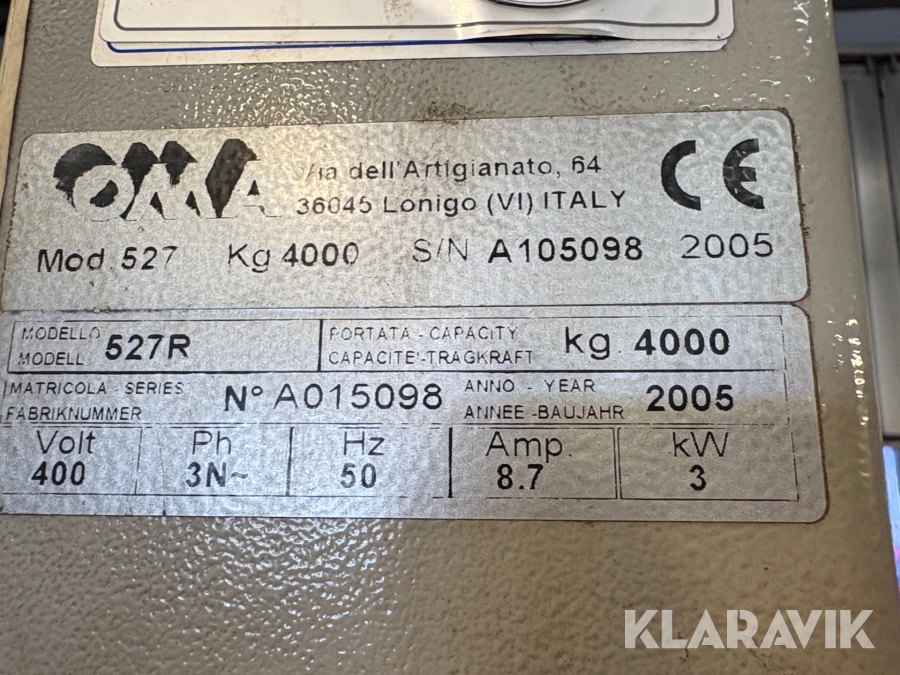 OMA
Via dell'Artigianato, 64
36045 Lonigo (VI) ITALY
CE
Mod. 527 Kg 4000 S/N A105098 2005
MODELLO
MODELL 527R
PORTATA - CAPACITY
CAPACITE'-TRAGKRAFT kg. 4000
MATRICOLA - SERIES
FABRIKNUMMER N° A015098
ANNO - YEAR
ANNEE -BAUJAHR 2005
Volt Ph Hz Amp. kW
400 3N~ 50 8.7 3
KLARAVIK